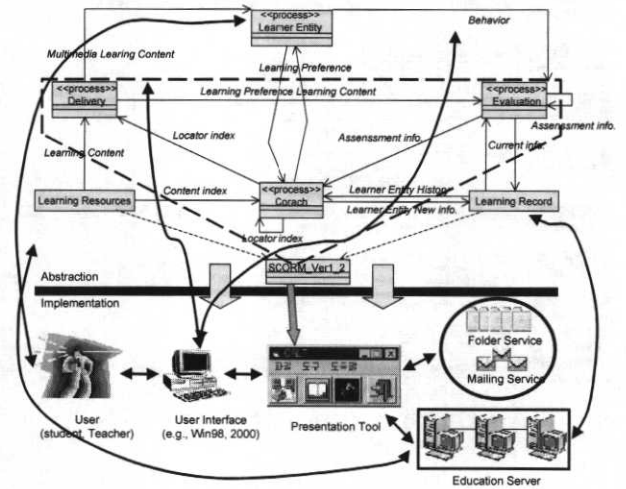 <<process>>
Learner Entity
Behavior
Multimedia Learing Content
Learning Preference
<<process>>
Delivery
Learning Preference Learning Content
<<process>>
Evaluation
Locator index
Assenssment info.
Assenssment info.
Learning Content
Current info.
Learning Resources
Content index
<<process>>
Corach
Learner Entity Histop
Learner Entity New info.
Learning Record
Locator index
SCORM_Ver1_2
Abstraction
Implementation
Folder Service
Mailing Service
User
(student, Teacher)
User Interface
(e.g., Win98, 2000)
Presentation Tool
Education Server